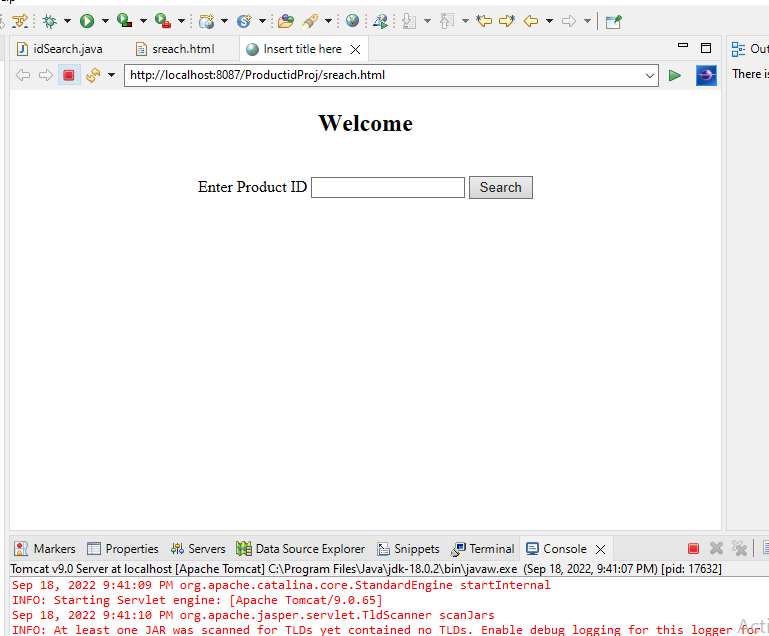 idSearch.java sreach.html Insert title here Out
http://localhost:8087/ProductidProj/sreach.html
There is
Welcome
Enter Product ID Search
Markers Properties Servers Data Source Explorer Snippets Terminal Console
Tomcat v9.0 Server at localhost [Apache Tomcat] C:\Program Files\Java\jdk-18.0.2\bin\javaw.exe (Sep 18, 2022, 9:41:07 PM) [pid: 17632]
Sep 18, 2022 9:41:09 PM org.apache.catalina.core.StandardEngine startInternal
INFO: Starting Servlet engine: [Apache Tomcat/9.0.65]
Sep 18, 2022 9:41:10 PM org.apache.jasper.servlet.TldScanner scanJars
INFO: At least one JAR was scanned for TLDs yet contained no TLDs. Enable debug logging for this logger for
Acti